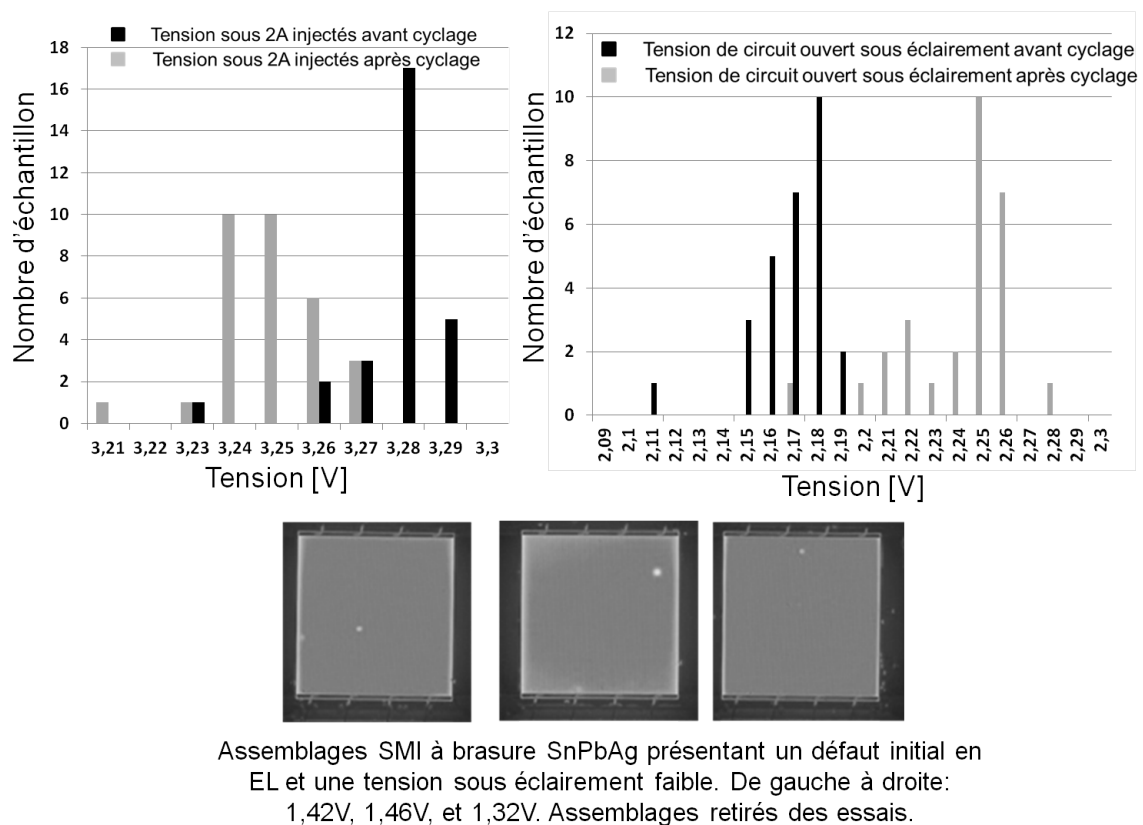 Tension sous 2A injectés avant cyclage
Tension sous 2A injectés après cyclage
18
16
14
12
10
8
6
4
2
0
Nombre d'échantillon
3,21 3,22 3,23 3,24 3,25 3,26 3,27 3,28 3,29 3,3
Tension [V]
Tension de circuit ouvert sous éclairement avant cyclage
Tension de circuit ouvert sous éclairement après cyclage
12
10
8
6
4
2
0
Nombre d'échantillon
2,09 2,1 2,11 2,12 2,13 2,14 2,15 2,16 2,17 2,18 2,19 2,2 2,21 2,22 2,23 2,24 2,25 2,26 2,27 2,28 2,29 2,3
Tension [V]
Assemblages SMI à brasure SnPbAg présentant un défaut initial en
EL et une tension sous éclairement faible. De gauche à droite:
1,42V, 1,46V, et 1,32V. Assemblages retirés des essais.